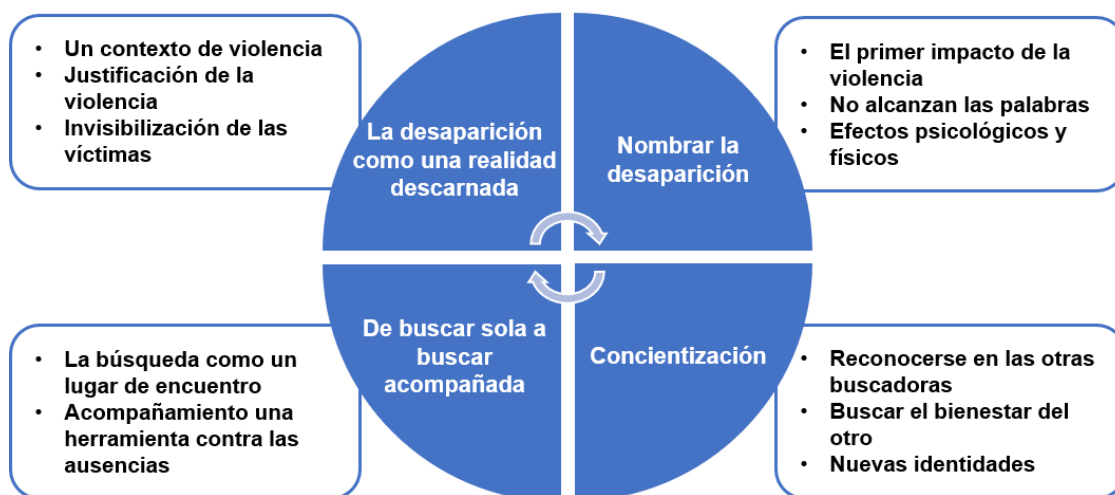 • Un contexto de violencia
• Justificación de la
violencia
• Invisibilización de las
víctimas
La desaparición
como una realidad
descarnada
Nombrar la
desaparición
• El primer impacto de la
violencia
• No alcanzan las palabras
• Efectos psicológicos y
físicos
• La búsqueda como un
lugar de encuentro
• Acompañamiento una
herramienta contra las
ausencias
De buscar sola a
buscar
acompañada
Concientización
• Reconocerse en las otras
buscadoras
• Buscar el bienestar del
otro
• Nuevas identidades